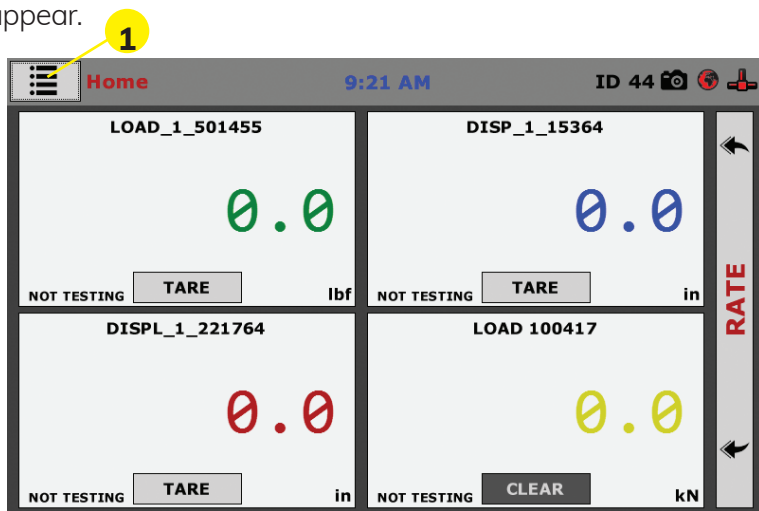 appear.
1
Home 9:21 AM ID 44
LOAD_1_501455
0.0
NOT TESTING TARE lbf
DISP_1_15364
0.0
NOT TESTING TARE in
DISPL_1_221764
0.0
NOT TESTING TARE in
LOAD 100417
0.0
NOT TESTING CLEAR kN
RATE